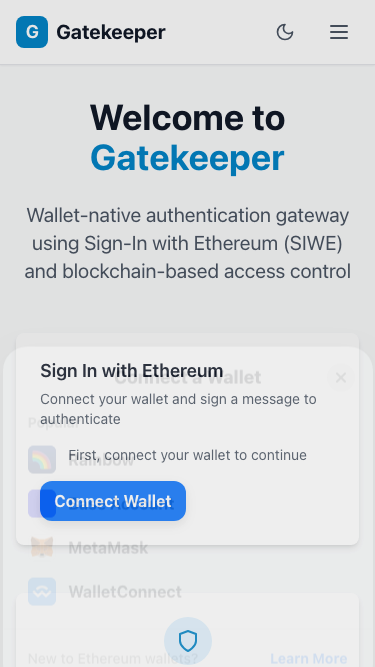 G Gatekeeper
Welcome to
Gatekeeper
Wallet-native authentication gateway
using Sign-In with Ethereum (SIWE)
and blockchain-based access control
Sign In with Ethereum
Connect a Wallet
Connect your wallet and sign a message to
authenticate
First, connect your wallet to continue
Rainbow
Connect Wallet
MetaMask
WalletConnect
New to Ethereum wallets?
Learn More